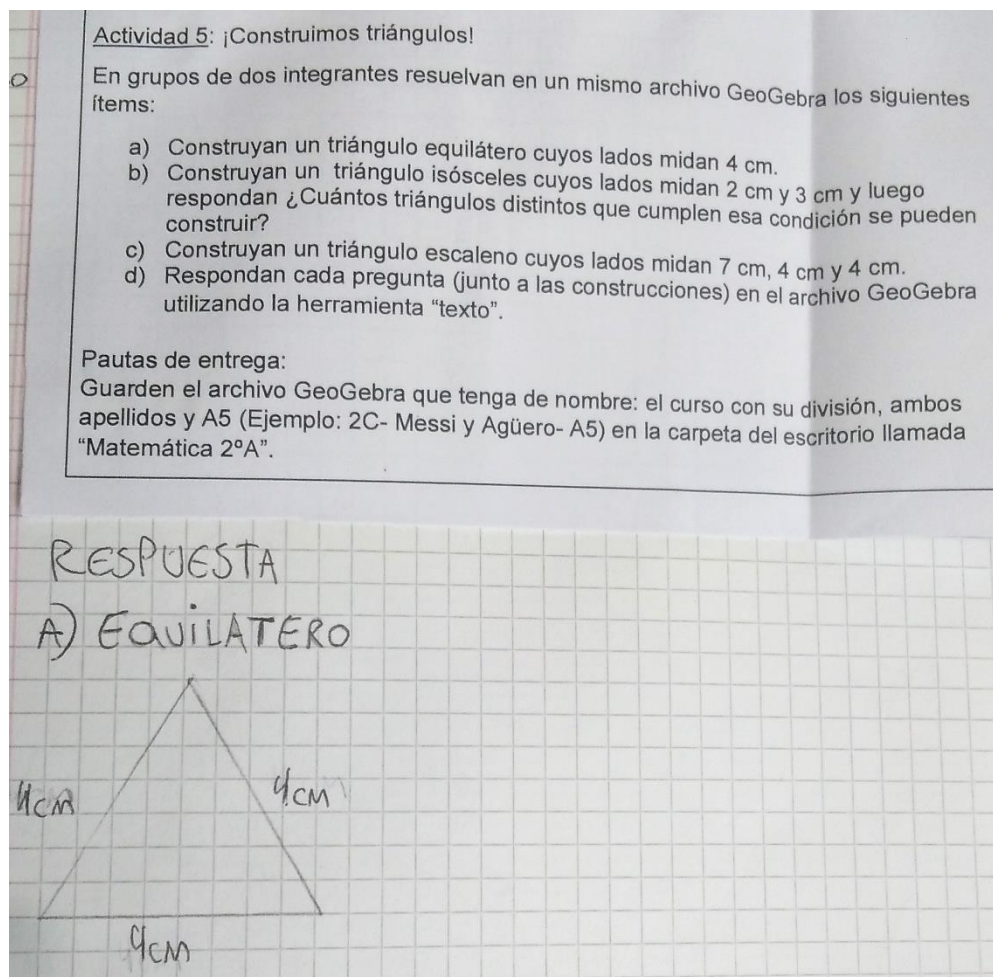 Actividad 5: ¡Construimos triángulos!
En grupos de dos integrantes resuelvan en un mismo archivo GeoGebra los siguientes
ítems:
a) Construyan un triángulo equilátero cuyos lados midan 4 cm.
b) Construyan un triángulo isósceles cuyos lados midan 2 cm y 3 cm y luego
respondan ¿Cuántos triángulos distintos que cumplen esa condición se pueden
construir?
c) Construyan un triángulo escaleno cuyos lados midan 7 cm, 4 cm y 4 cm.
d) Respondan cada pregunta (junto a las construcciones) en el archivo GeoGebra
utilizando la herramienta “texto”.
Pautas de entrega:
Guarden el archivo GeoGebra que tenga de nombre: el curso con su división, ambos
apellidos y A5 (Ejemplo: 2C- Messi y Agüero- A5) en la carpeta del escritorio llamada
“Matemática 2ºA”.
RESPUESTA
A) EQUILATERO
4cm
4cm
4cm